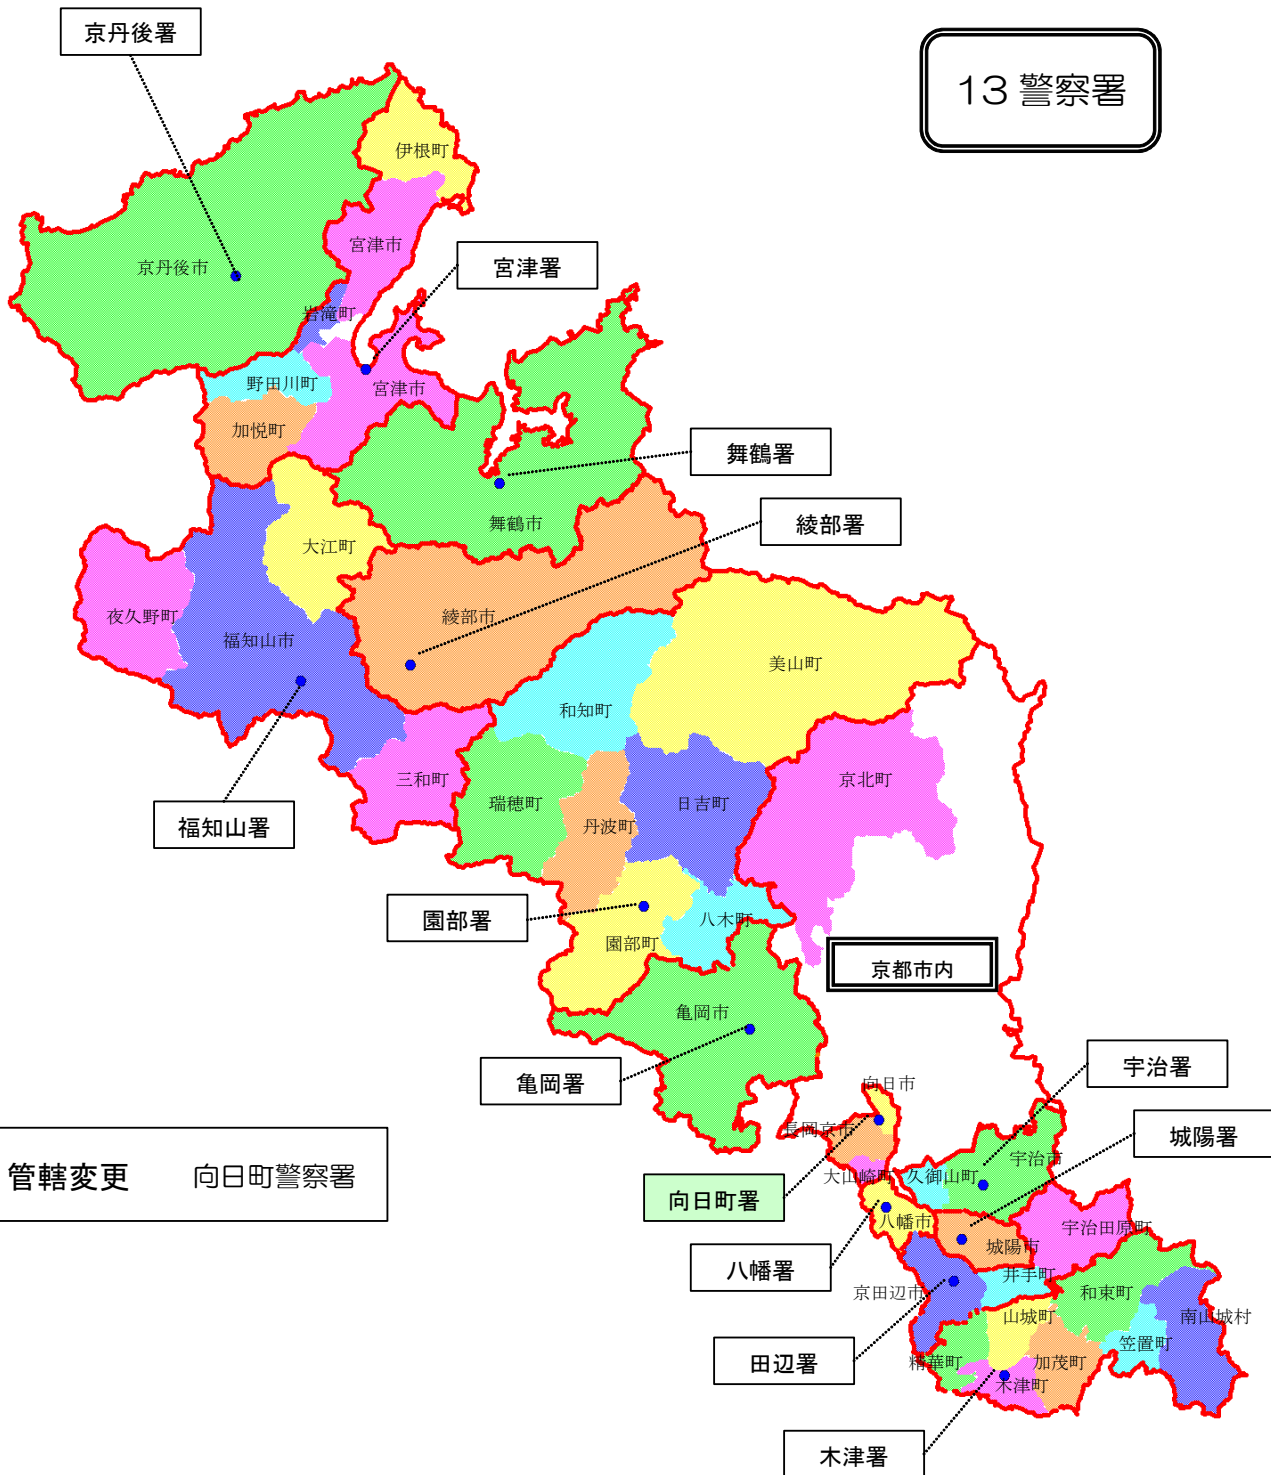 京丹後署
13 警察署
伊根町
宮津市
京丹後市
宮津署
岩滝町
野田川町
宮津市
加悦町
舞鶴署
舞鶴市
綾部署
大江町
夜久野町
綾部市
福知山市
美山町
和知町
三和町
京北町
瑞穂町
日吉町
福知山署
丹波町
園部署
八木町
園部町
京都市内
亀岡市
亀岡署
宇治署
向日市
長岡京市
城陽署
宇治市
管轄変更 向日町警察署
大山崎町
久御山町
向日町署
八幡市
宇治田原町
城陽市
八幡署
井手町
京田辺市
和束町
山城町
南山城村
笠置町
田辺署
精華町
加茂町
木津町
木津署